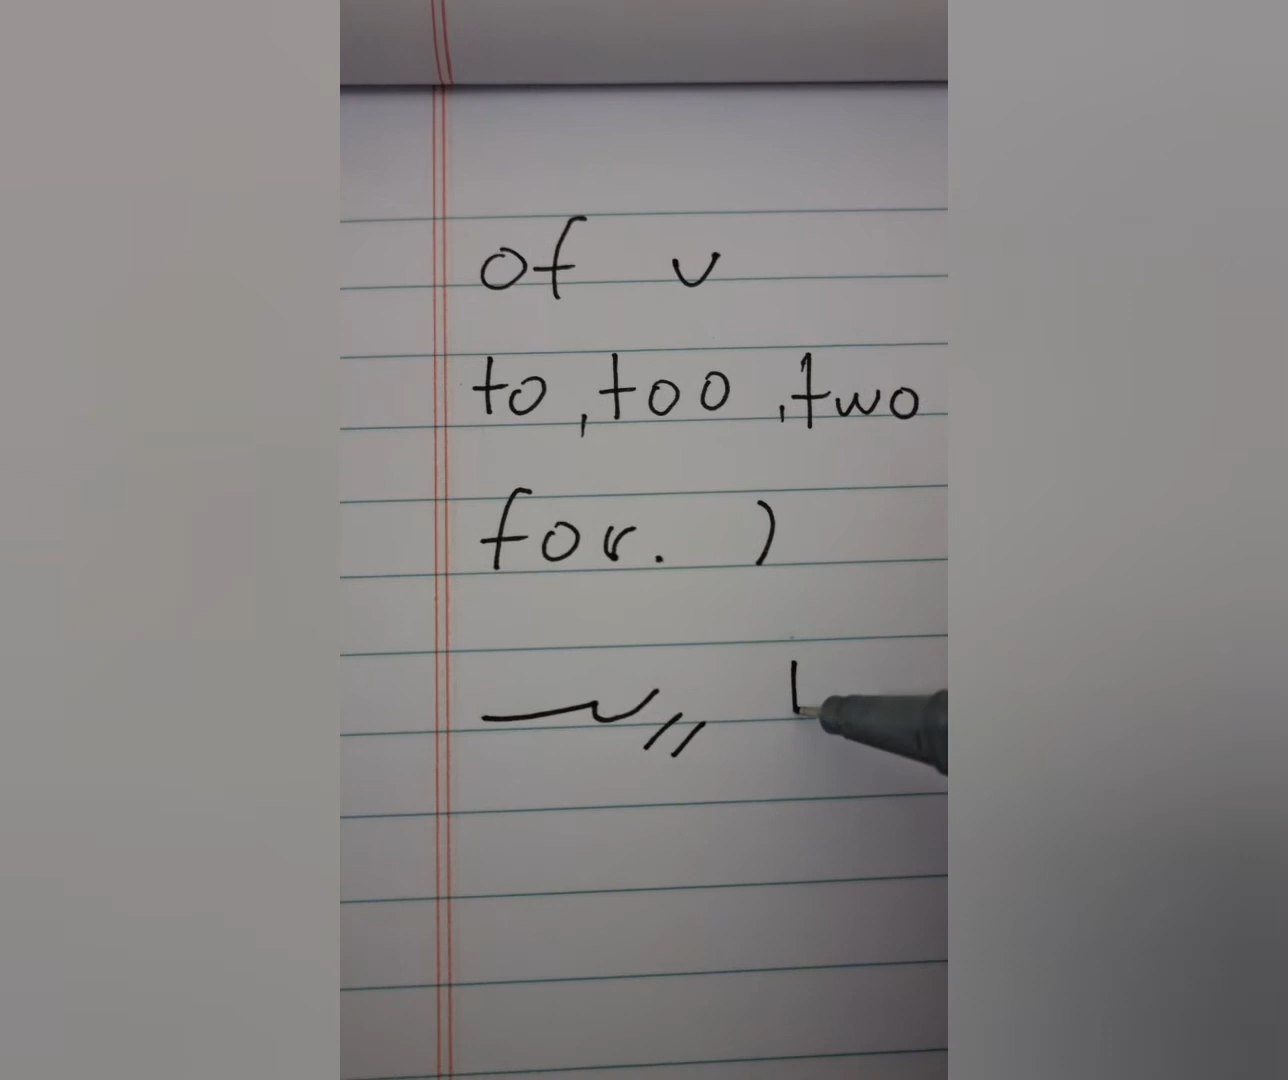 of v
to, too, two
for. )